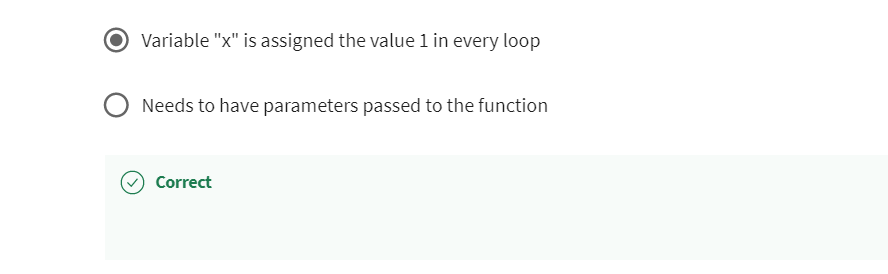 Variable "x" is assigned the value 1 in every loop
Needs to have parameters passed to the function
Correct